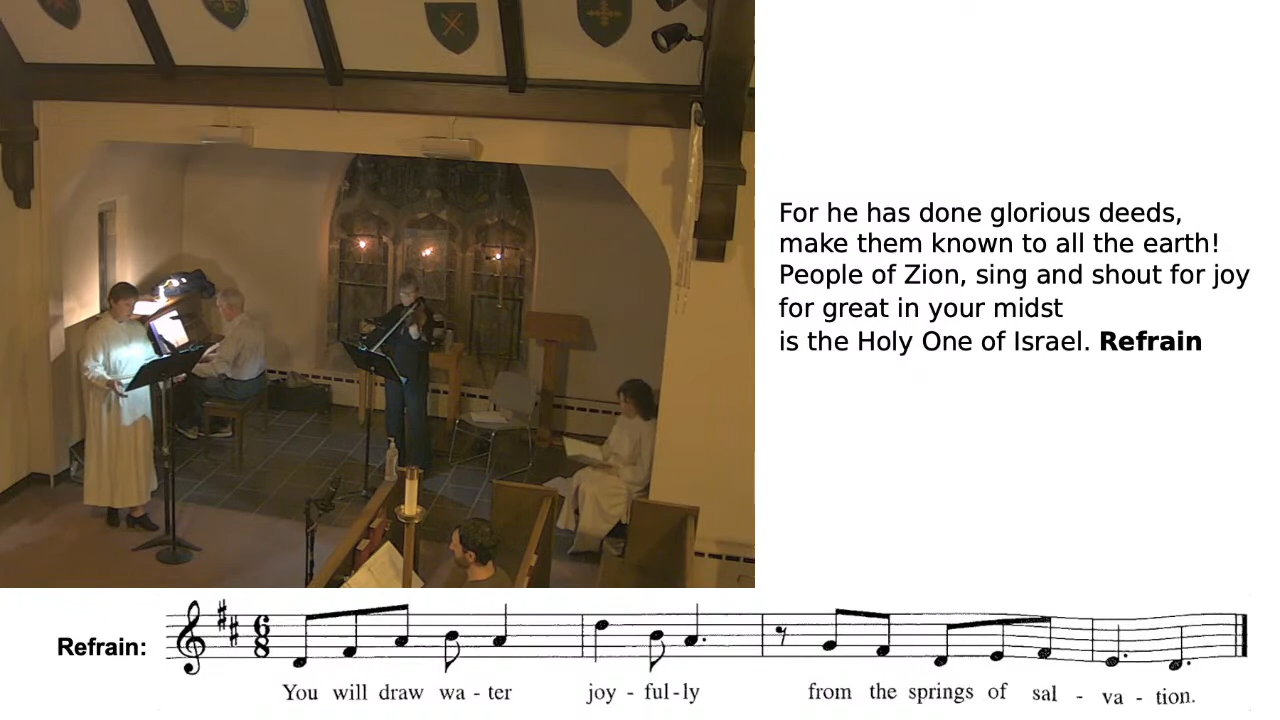 For he has done glorious deeds,
make them known to all the earth!
People of Zion, sing and shout for joy
for great in your midst
is the Holy One of Israel. Refrain
Refrain:
6
8
You will draw wa - ter joy - ful - ly from the springs of sal - va - tion.